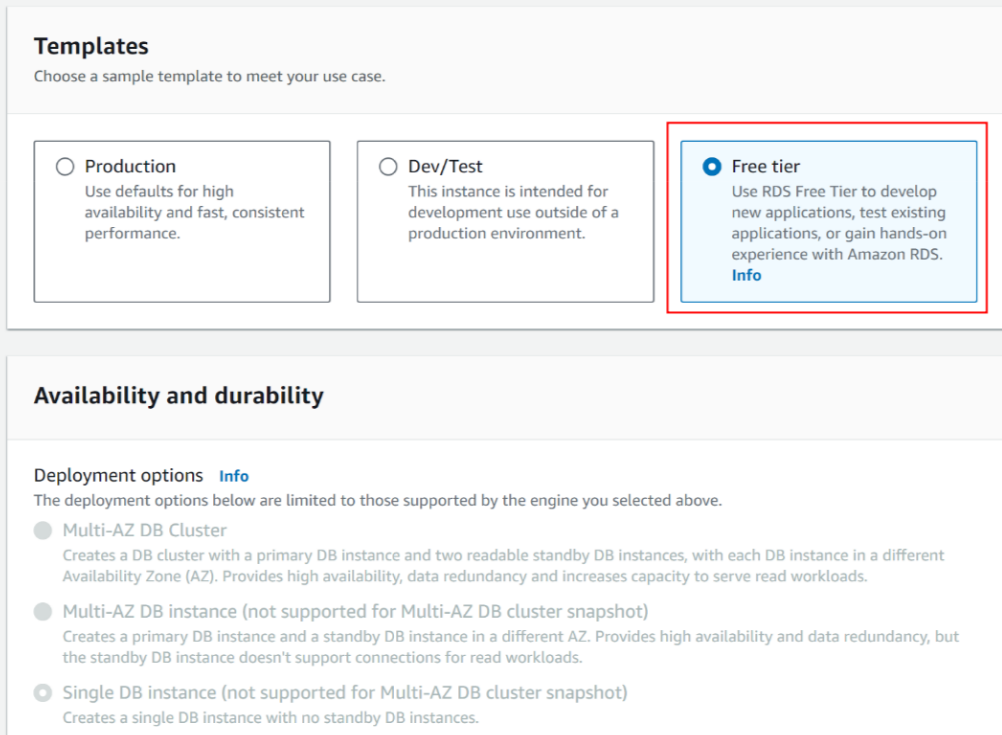 Templates
Choose a sample template to meet your use case.
Production
Use defaults for high
availability and fast, consistent
performance.
Dev/Test
This instance is intended for
development use outside of a
production environment.
Free tier
Use RDS Free Tier to develop
new applications, test existing
applications, or gain hands-on
experience with Amazon RDS.
Info
Availability and durability
Deployment options Info
The deployment options below are limited to those supported by the engine you selected above.
Multi-AZ DB Cluster
Creates a DB cluster with a primary DB instance and two readable standby DB instances, with each DB instance in a different
Availability Zone (AZ). Provides high availability, data redundancy and increases capacity to serve read workloads.
Multi-AZ DB instance (not supported for Multi-AZ DB cluster snapshot)
Creates a primary DB instance and a standby DB instance in a different AZ. Provides high availability and data redundancy, but
the standby DB instance doesn't support connections for read workloads.
Single DB instance (not supported for Multi-AZ DB cluster snapshot)
Creates a single DB instance with no standby DB instances.